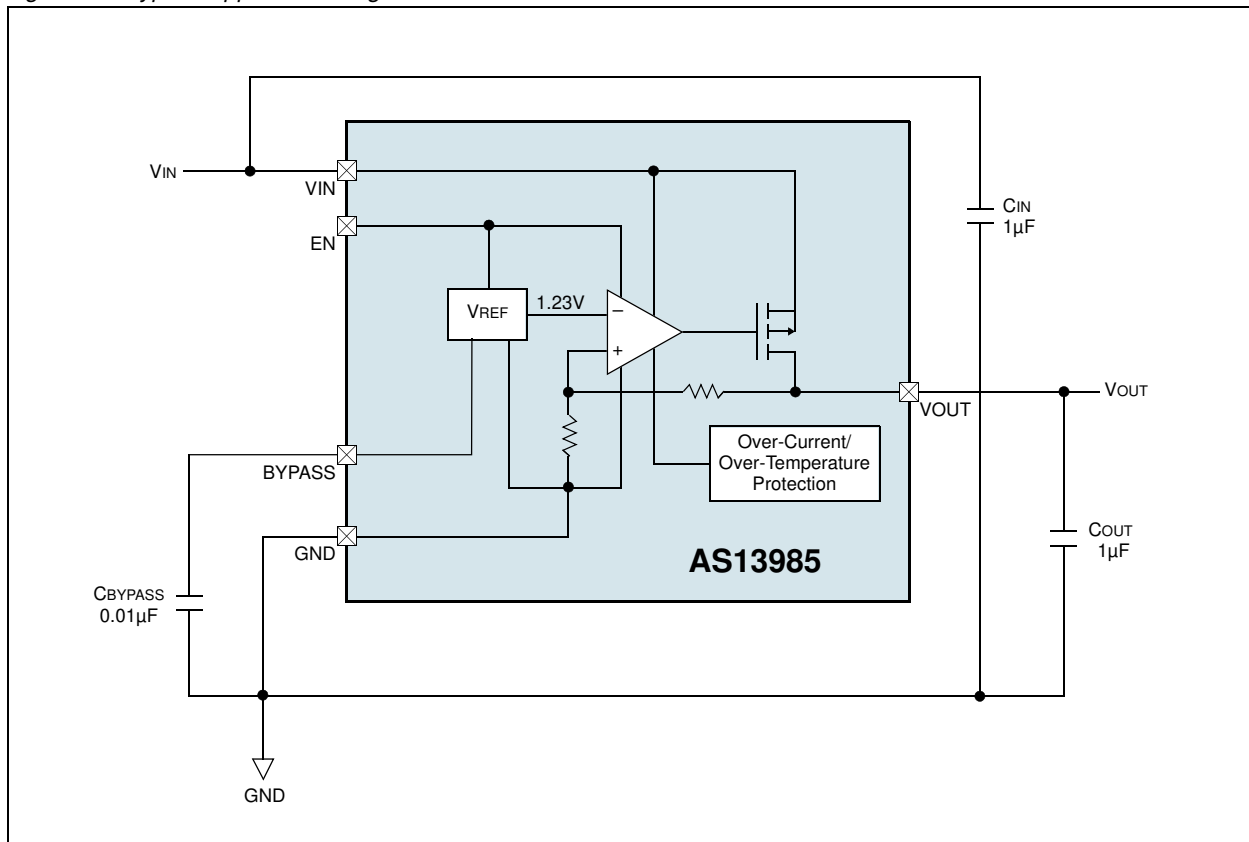 VIN
VIN
EN
VREF
1.23V
−
+
CIN
1µF
VOUT
VOUT
Over-Current/
Over-Temperature
Protection
BYPASS
GND
AS13985
COUT
1µF
CBYPASS
0.01µF
GND